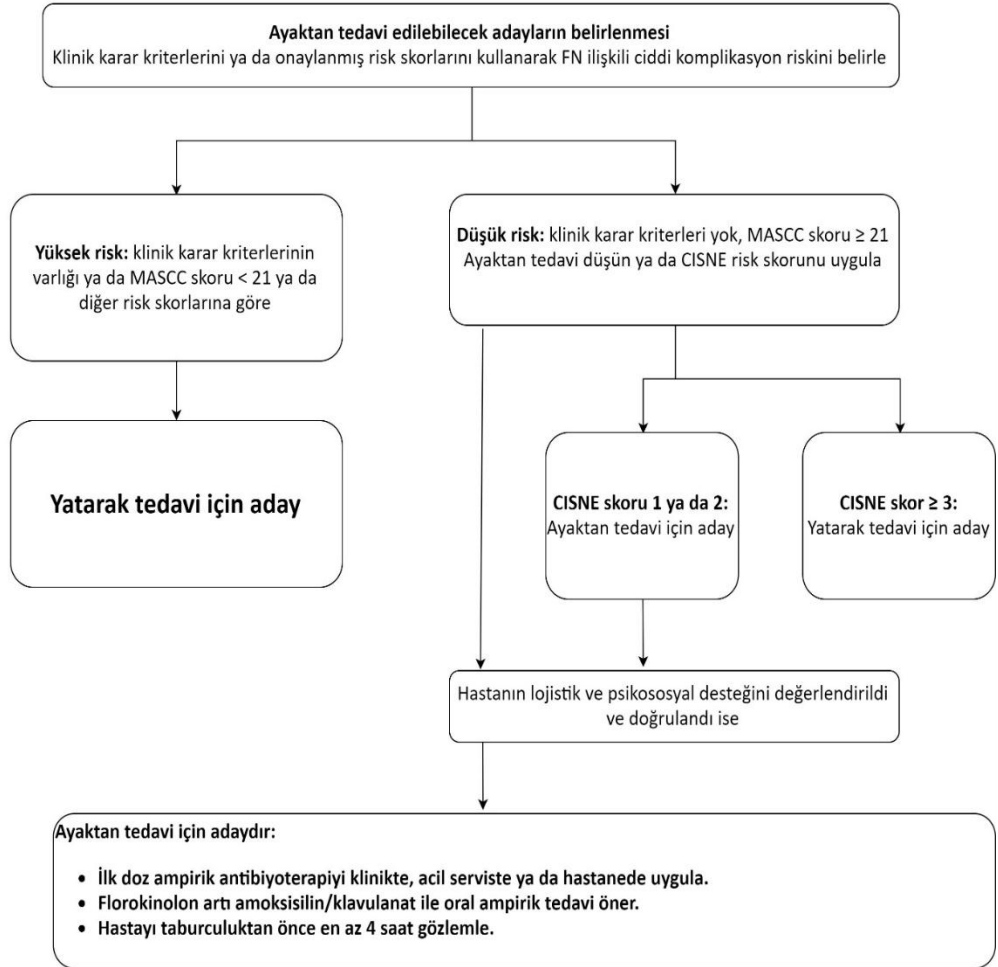 Ayaktan tedavi edilebilecek adayların belirlenmesi
Klinik karar kriterlerini ya da onaylanmış risk skorlarını kullanarak FN ilişkili ciddi komplikasyon riskini belirle
Yüksek risk: klinik karar kriterlerinin
varlığı ya da MASCC skoru < 21 ya da
diğer risk skorlarına göre
Düşük risk: klinik karar kriterleri yok, MASCC skoru ≥ 21
Ayaktan tedavi düşün ya da CISNE risk skorunu uygula
Yatarak tedavi için aday
CISNE skoru 1 ya da 2:
Ayaktan tedavi için aday
CISNE skor ≥ 3:
Yatarak tedavi için aday
Hastanın lojistik ve psikososyal desteğini değerlendirildi
ve doğrulandı ise
Ayaktan tedavi için adaydır:
• İlk doz ampirik antibiyoterapiyi klinikte, acil serviste ya da hastanede uygula.
• Florokinolon artı amoksisilin/klavulanat ile oral ampirik tedavi öner.
• Hastayı taburculuktan önce en az 4 saat gözlemle.